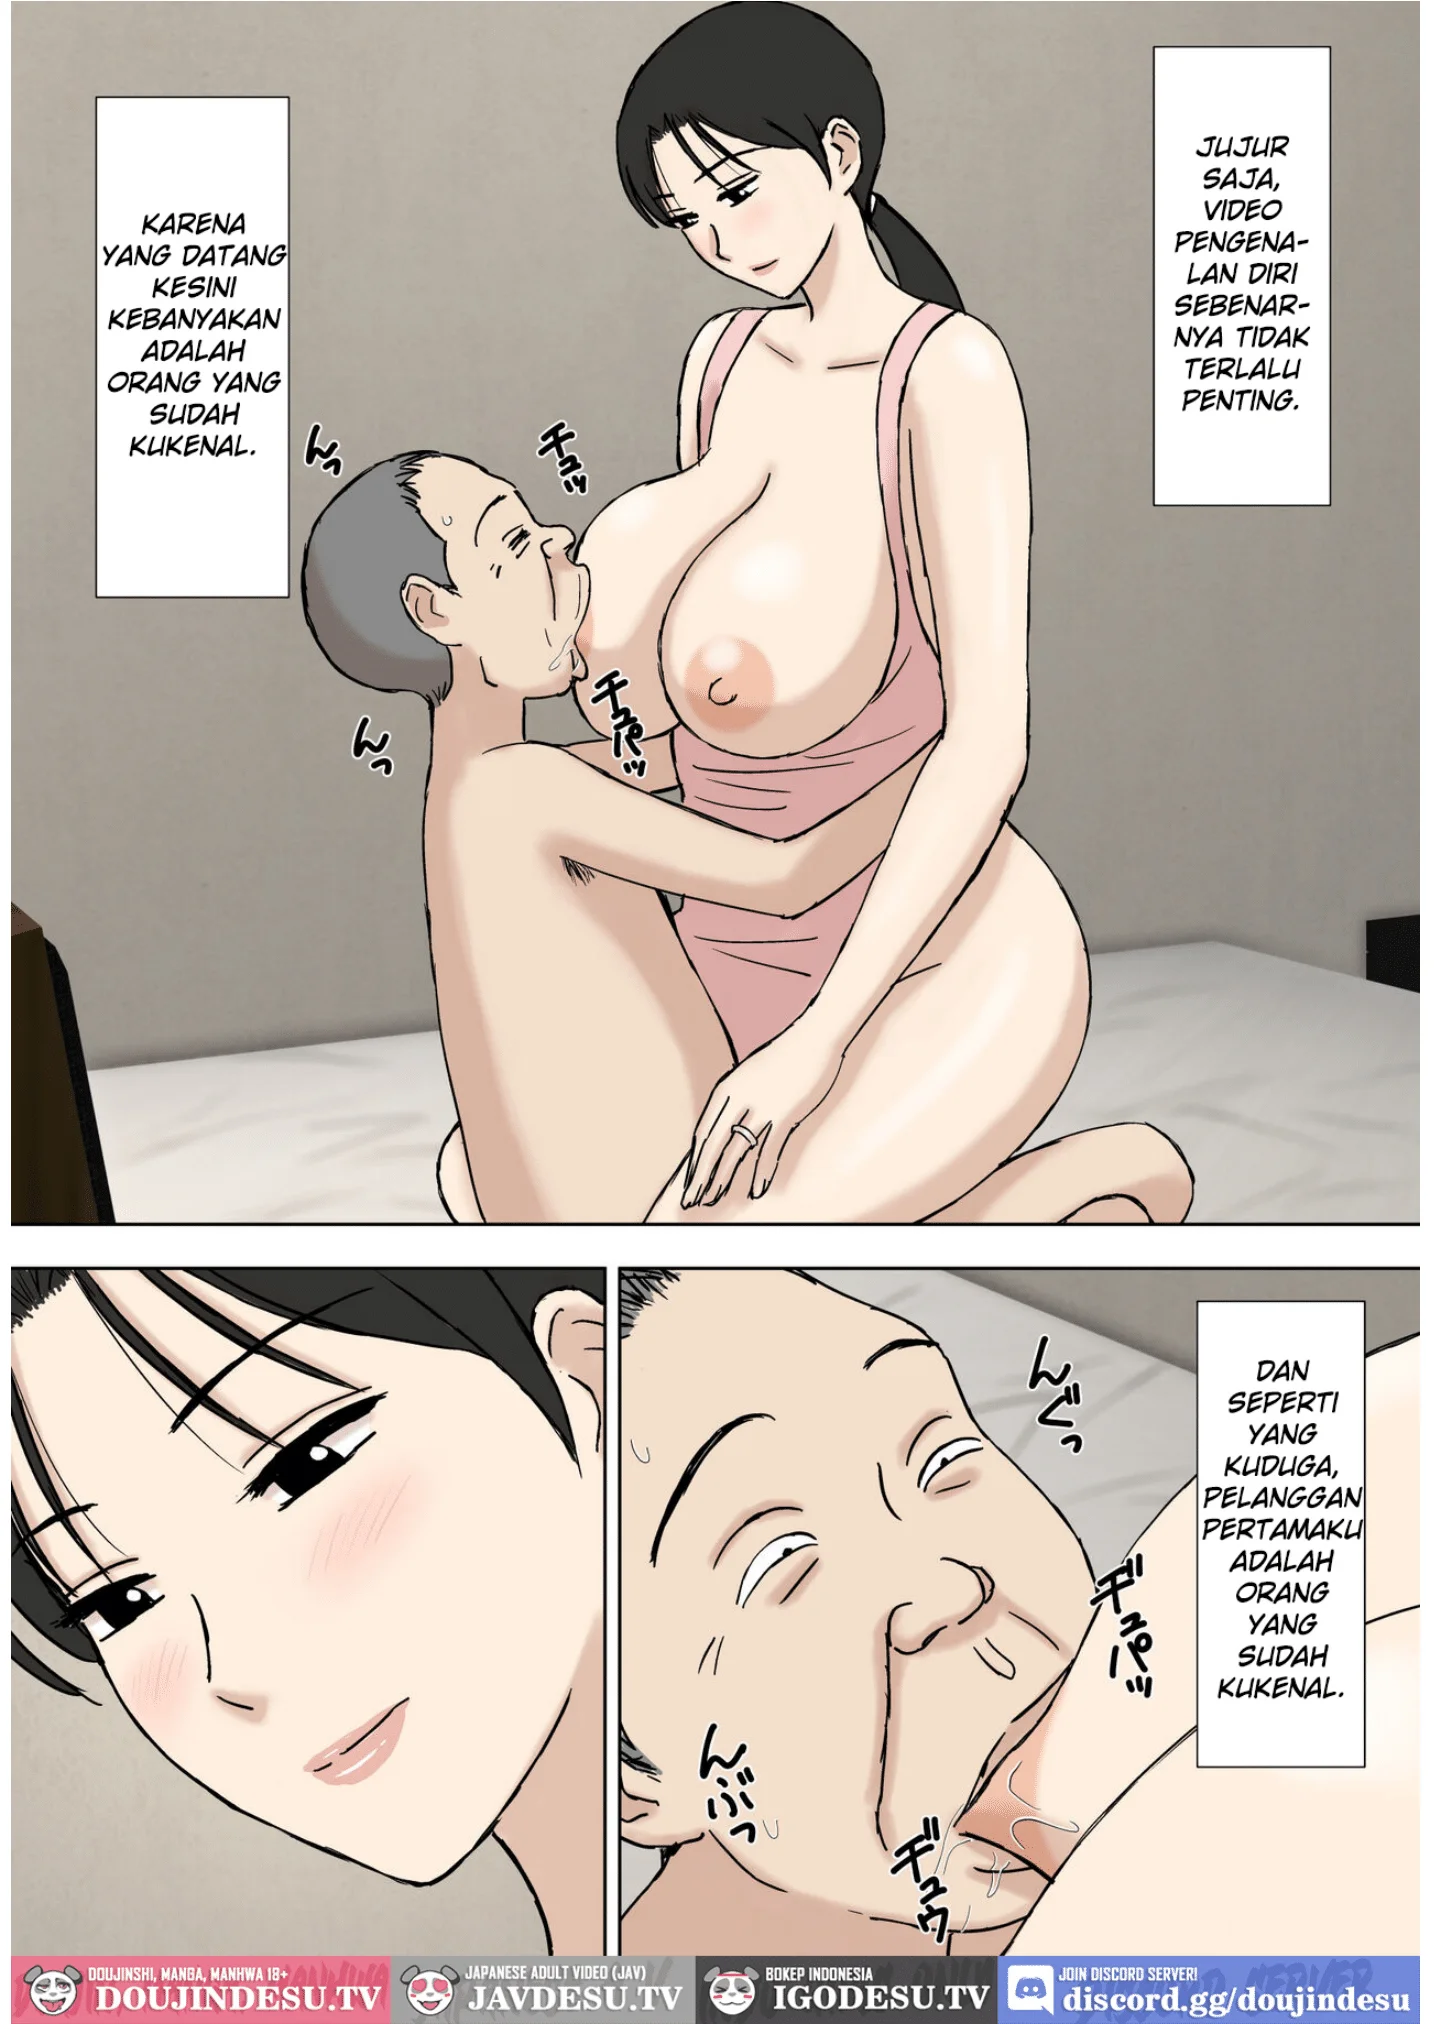 JUJUR
SAJA,
VIDEO
PENGENA-
LAN DIRI
SEBENAR-
NYA TIDAK
TERLALU
PENTING.
KARENA
YANG DATANG
KESINI
KEBANYAKAN
ADALAH
ORANG YANG
SUDAH
KUKENAL.
んっ
チュッ
チュパッ
んっ
DAN
SEPERTI
YANG
KUDUGA,
PELANGGAN
PERTAMAKU
ADALAH
ORANG
YANG
SUDAH
KUKENAL.
んぐっ
ヂュパッ
んぶっ
ヂュウ
DOUJINSHI, MANGA, MANHWA 18+
DOUJINDESU.TV
JAPANESE ADULT VIDEO (JAV)
JAVDESU.TV
BOKEP INDONESIA
IGODESU.TV
JOIN DISCORD SERVER!
discord.gg/doujindesu